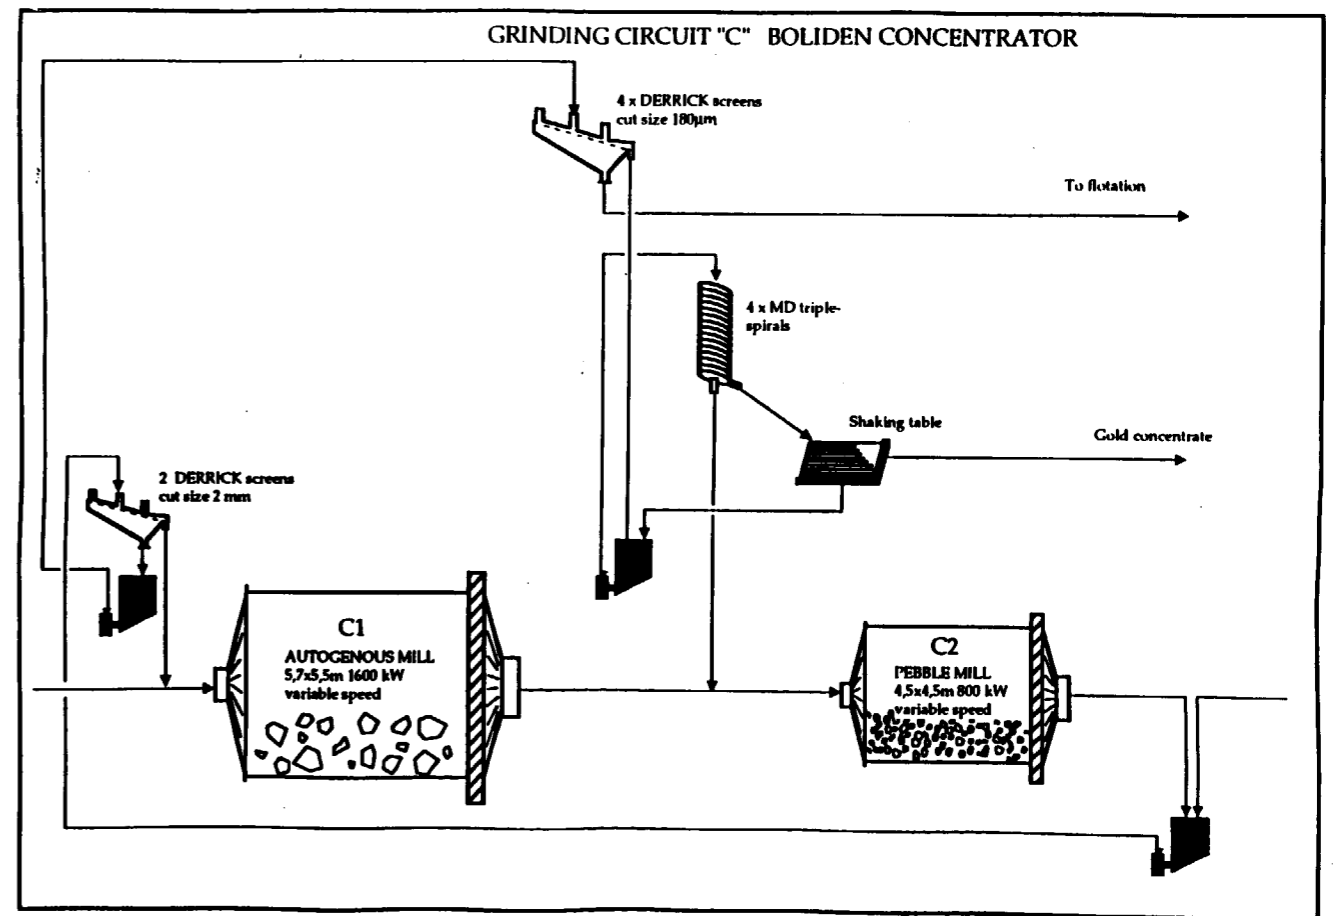 GRINDING CIRCUIT "C" BOLIDEN CONCENTRATOR
4 x DERRICK screens
cut size 180µm
To flotation
4 x MD triple-
spirals
Shaking table
Gold concentrate
2 DERRICK screens
cut size 2 mm
C1
AUTOGENOUS MILL
5,7x5,5m 1600 kW
variable speed
C2
PEBBLE MILL
4,5x4,5m 800 kW
variable speed